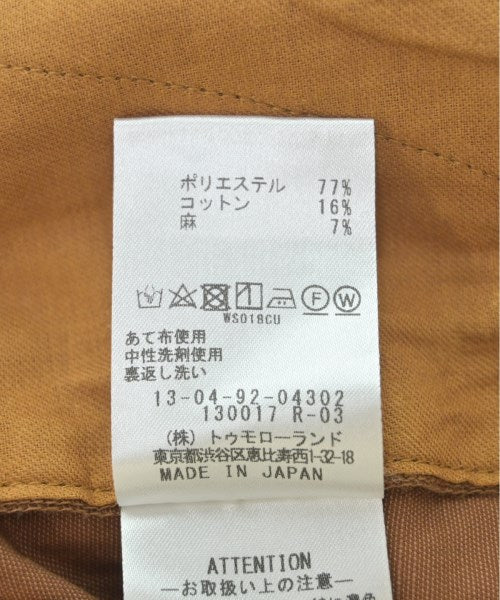 ポリエステル 77%
コットン 16%
麻 7%
F W
WS018CU
あて布使用
中性洗剤使用
裏返し洗い
13-04-92-04302
130017 R-03
(株) トゥモローランド
東京都渋谷区恵比寿西1-32-18
MADE IN JAPAN
ATTENTION
―お取扱い上の注意―